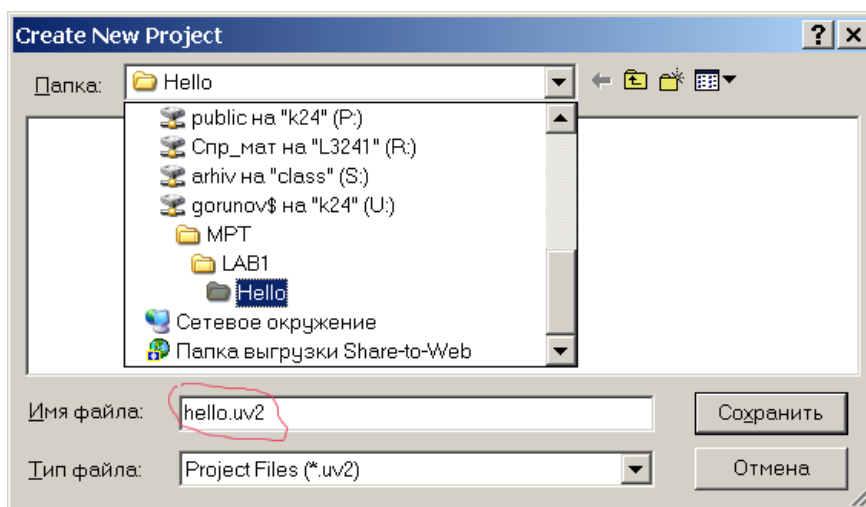 Create New Project
Папка: Hello
public на "k24" (P:)
Спр_мат на "L3241" (R:)
arhiv на "class" (S:)
gorunov$ на "k24" (U:)
MPT
LAB1
Hello
Сетевое окружение
Папка выгрузки Share-to-Web
Имя файла: hello.uv2 Сохранить
Тип файла: Project Files (*.uv2) Отмена